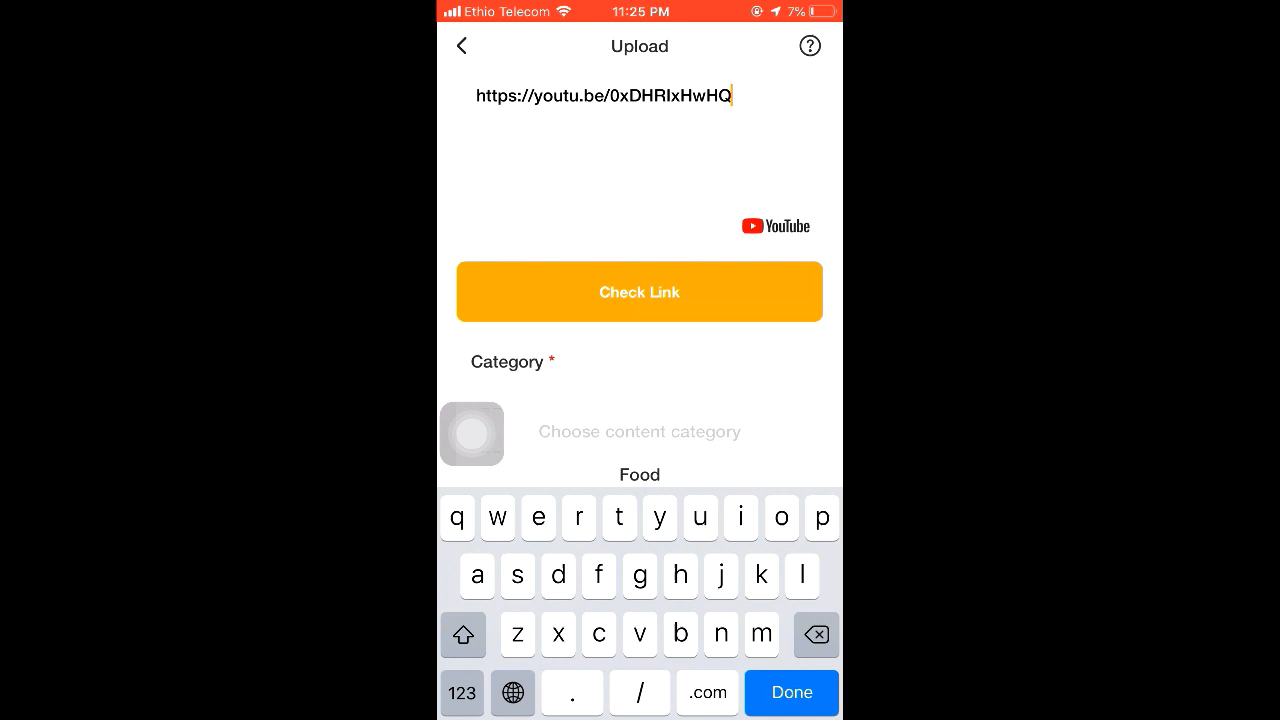 Ethio Telecom 11:25 PM 7%
Upload ?
https://youtu.be/0xDHRIxHwHQ
YouTube
Check Link
Category *
Choose content category
Food
q w e r t y u i o p
a s d f g h j k l
z x c v b n m
123 . / .com Done